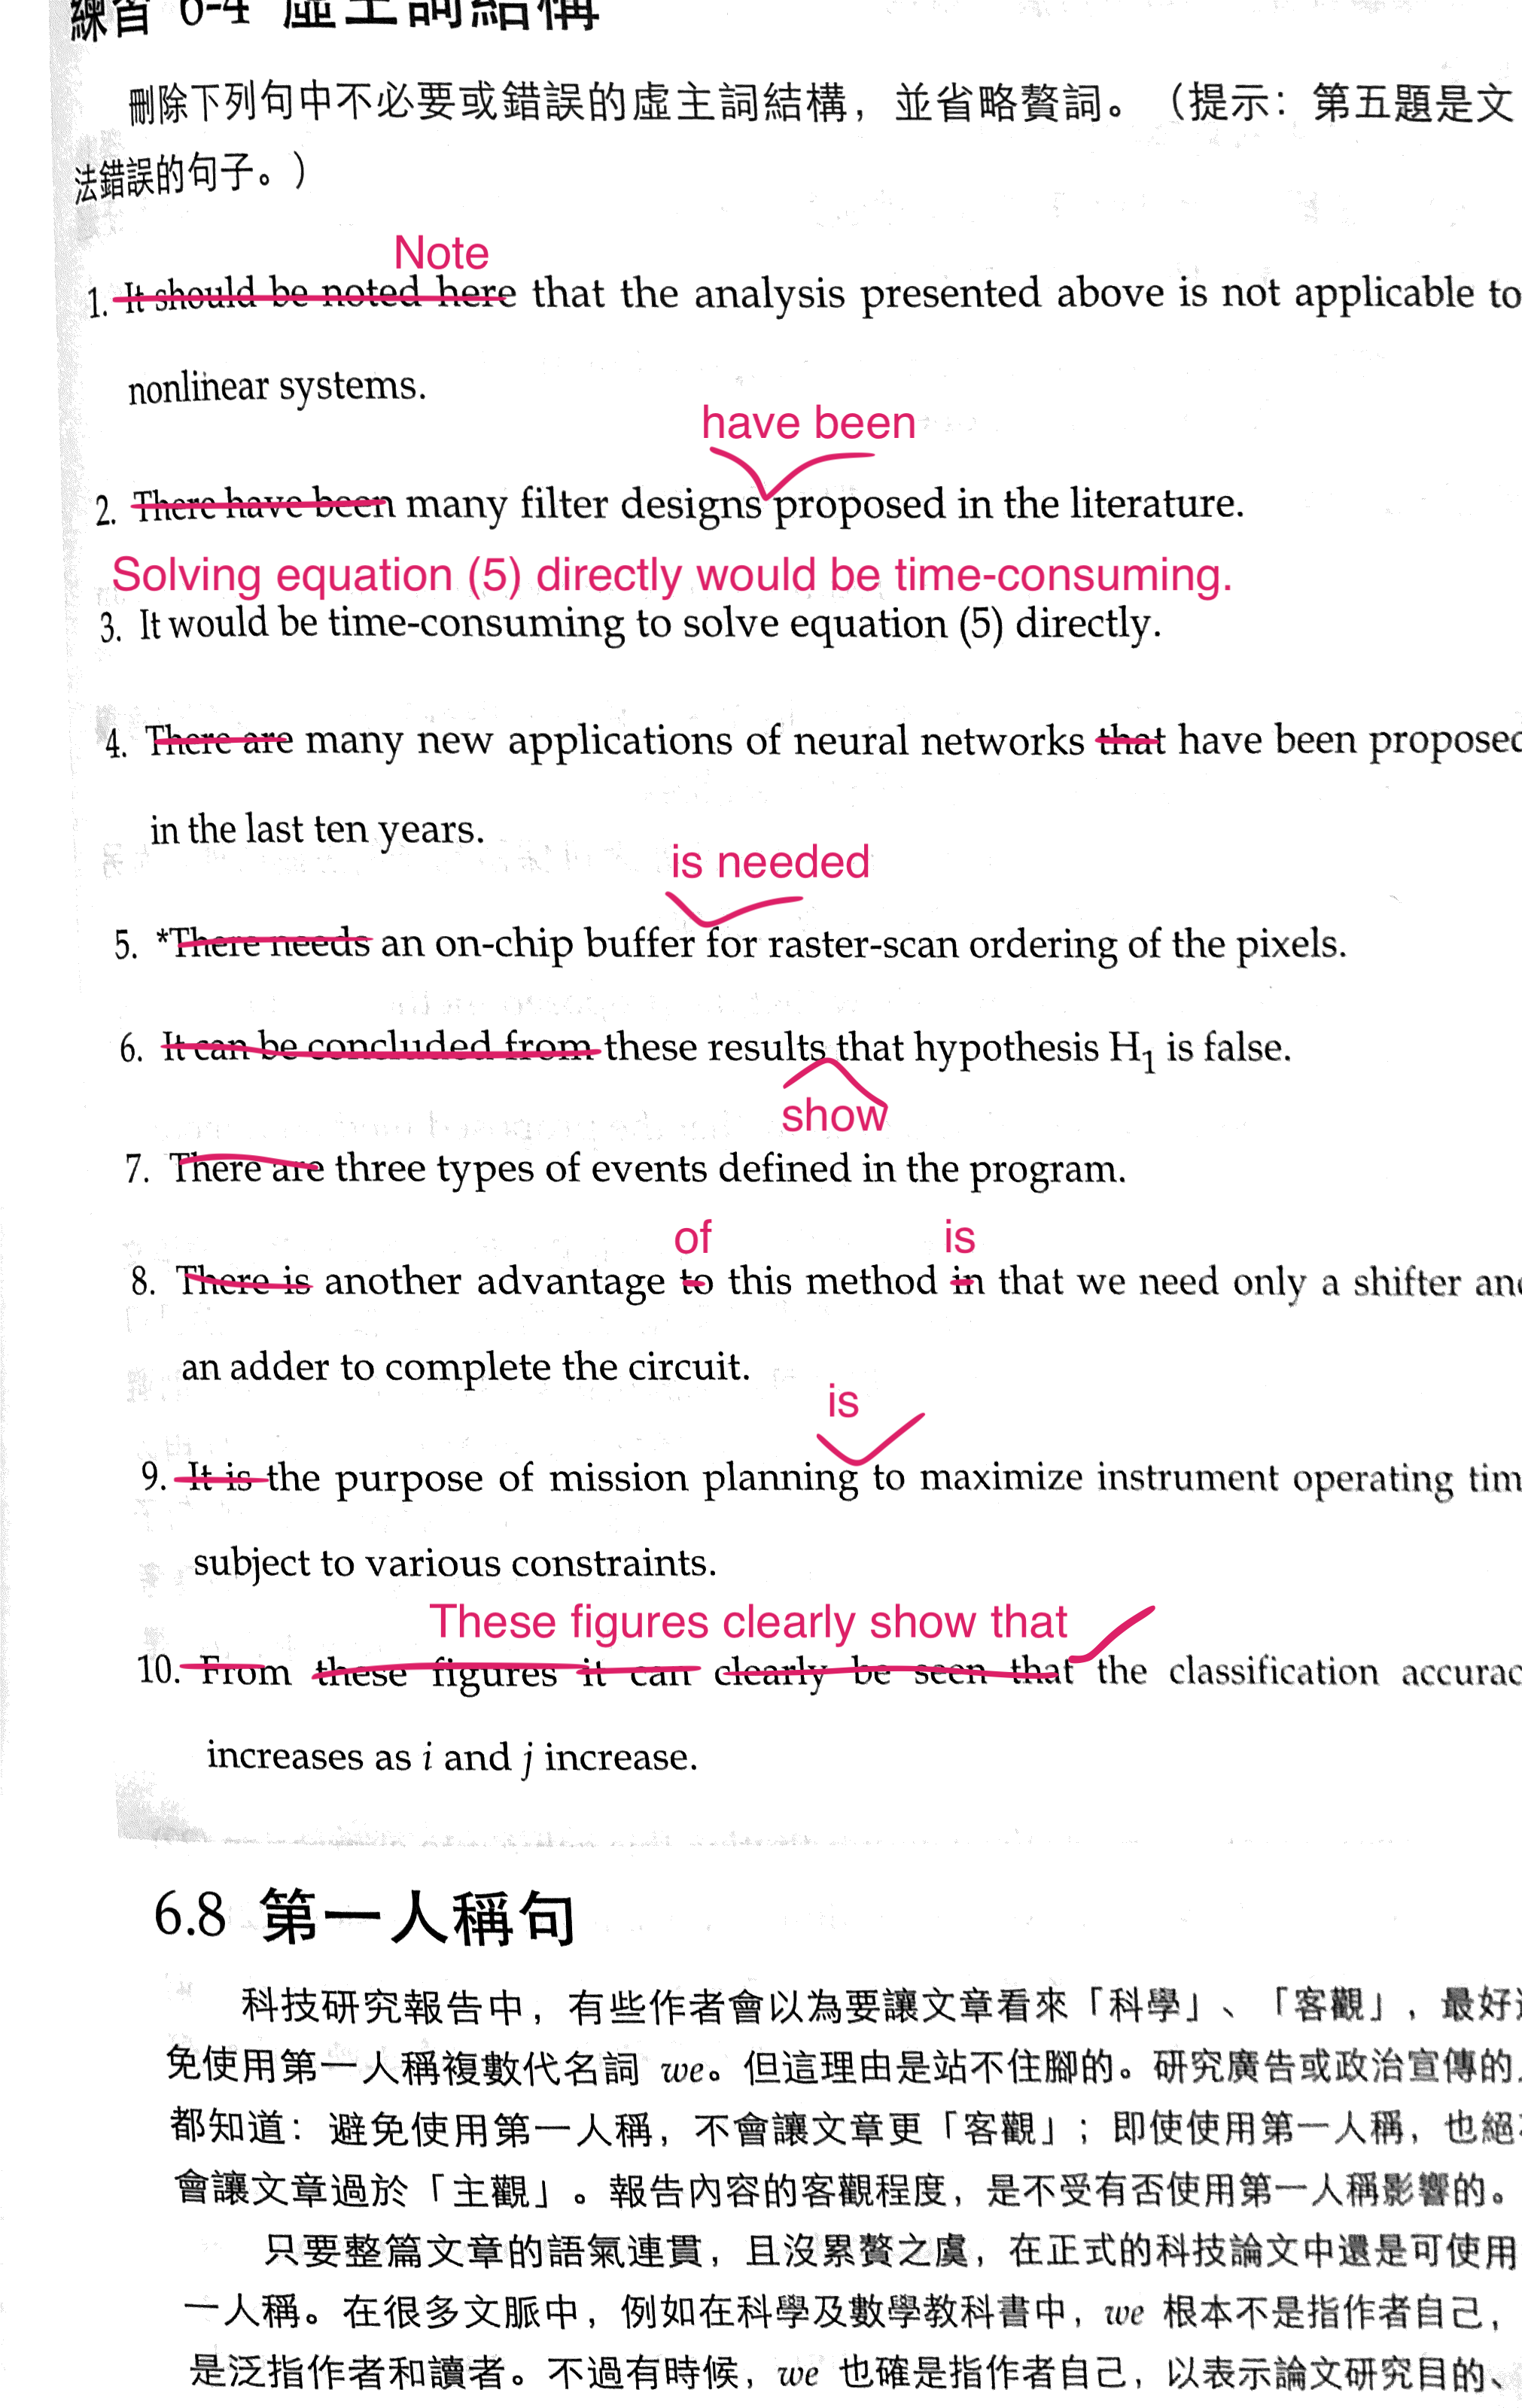 練習 6-4 虛主詞結構
刪除下列句中不必要或錯誤的虛主詞結構，並省略贅詞。（提示：第五題是文
法錯誤的句子。）
Note
1. It should be noted here that the analysis presented above is not applicable to
nonlinear systems.
have been
2. There have been many filter designs proposed in the literature.
Solving equation (5) directly would be time-consuming.
3. It would be time-consuming to solve equation (5) directly.
4. There are many new applications of neural networks that have been proposed
in the last ten years.
is needed
5. *There needs an on-chip buffer for raster-scan ordering of the pixels.
6. It can be concluded from these results that hypothesis H₁ is false.
show
7. There are three types of events defined in the program.
of is
8. There is another advantage to this method in that we need only a shifter and
an adder to complete the circuit.
is
9. It is the purpose of mission planning to maximize instrument operating tim
subject to various constraints.
These figures clearly show that
10. From these figures it can clearly be seen that the classification accurac
increases as i and j increase.
6.8 第一人稱句
科技研究報告中，有些作者會以為要讓文章看來「科學」、「客觀」，最好
免使用第一人稱複數代名詞 we。但這理由是站不住腳的。研究廣告或政治宣傳的
都知道：避免使用第一人稱，不會讓文章更「客觀」；即使使用第一人稱，也絕
會讓文章過於「主觀」。報告內容的客觀程度，是不受有否使用第一人稱影響的。
只要整篇文章的語氣連貫，且沒累贅之虞，在正式的科技論文中還是可使用
一人稱。在很多文脈中，例如在科學及數學教科書中，we 根本不是指作者自己，
是泛指作者和讀者。不過有時候，we 也確是指作者自己，以表示論文研究目的、